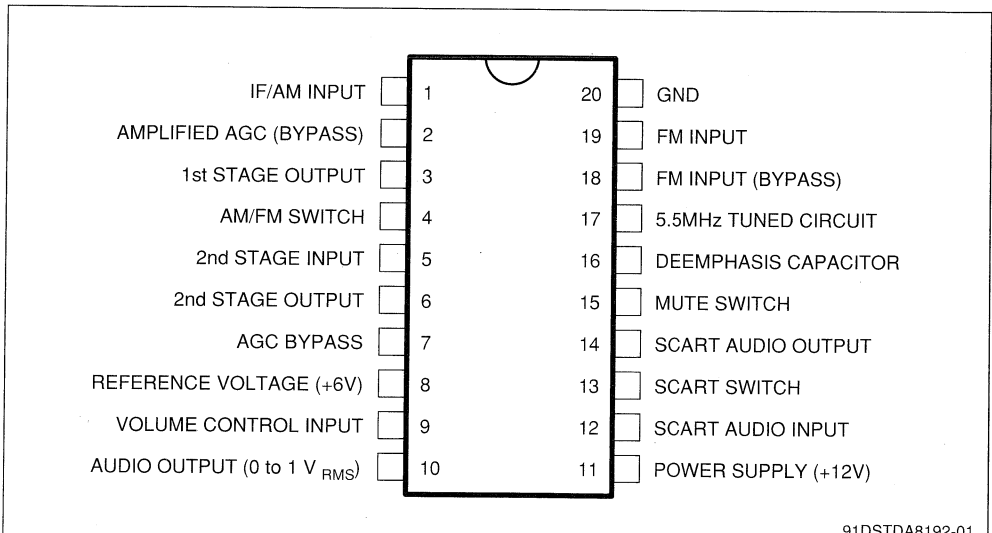 IF/AM INPUT 1 20 GND
AMPLIFIED AGC (BYPASS) 2 19 FM INPUT
1st STAGE OUTPUT 3 18 FM INPUT (BYPASS)
AM/FM SWITCH 4 17 5.5MHz TUNED CIRCUIT
2nd STAGE INPUT 5 16 DEEMPHASIS CAPACITOR
2nd STAGE OUTPUT 6 15 MUTE SWITCH
AGC BYPASS 7 14 SCART AUDIO OUTPUT
REFERENCE VOLTAGE (+6V) 8 13 SCART SWITCH
VOLUME CONTROL INPUT 9 12 SCART AUDIO INPUT
AUDIO OUTPUT (0 to 1 V RMS) 10 11 POWER SUPPLY (+12V)
91DSTDA8192-01